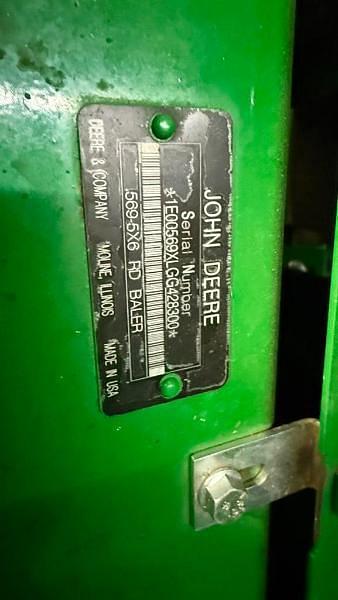 JOHN DEERE
Serial Number
*1E00569XLGG428300*
569-5X6 RD BALER
DEERE & COMPANY MOLINE, ILLINOIS MADE IN USA